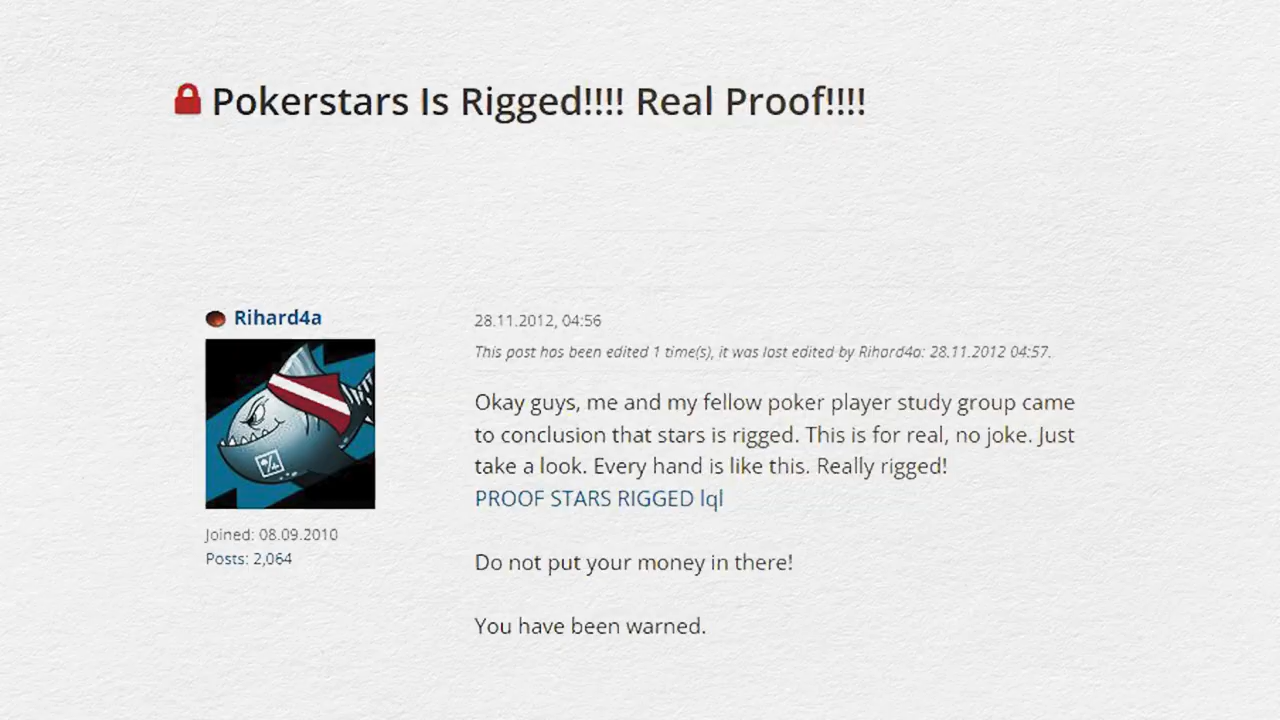 Pokerstars Is Rigged!!!! Real Proof!!!!
Rihard4a
28.11.2012, 04:56
This post has been edited 1 time(s), it was last edited by Rihard4a: 28.11.2012 04:57.
Okay guys, me and my fellow poker player study group came
to conclusion that stars is rigged. This is for real, no joke. Just
take a look. Every hand is like this. Really rigged!
PROOF STARS RIGGED lql
Do not put your money in there!
You have been warned.
Joined: 08.09.2010
Posts: 2,064